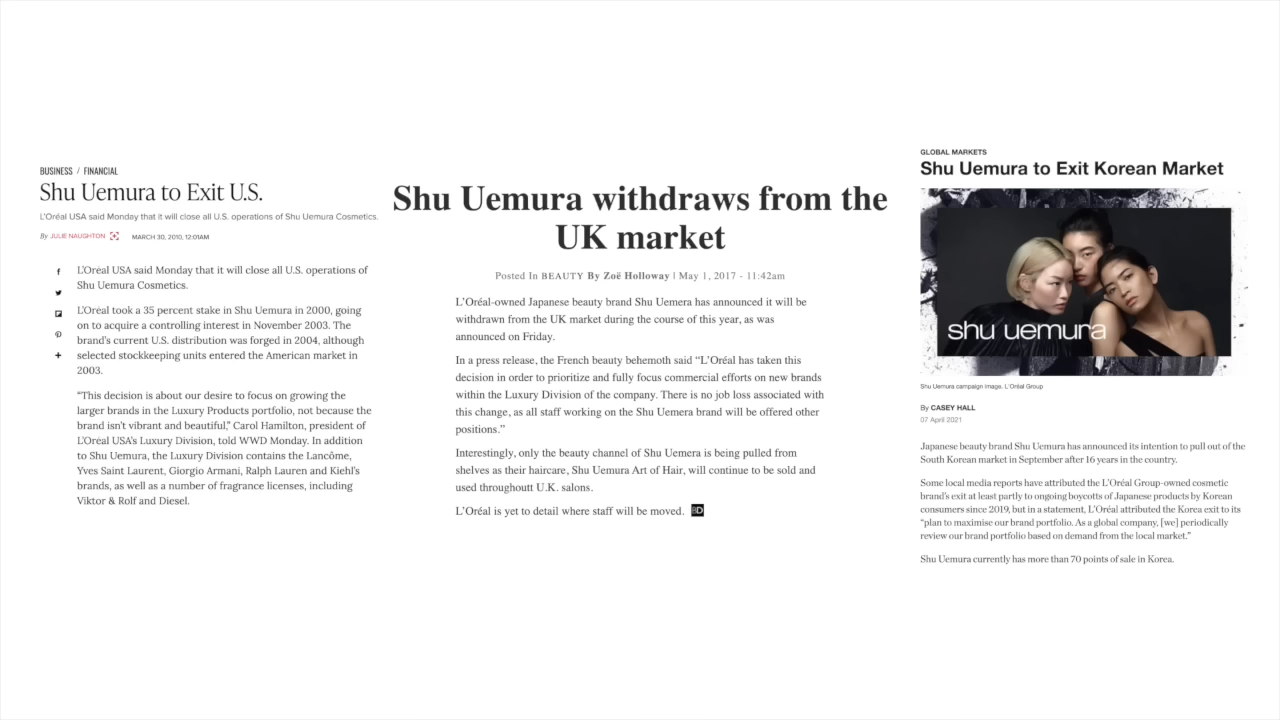 BUSINESS / FINANCIAL
Shu Uemura to Exit U.S.
L’Oréal USA said Monday that it will close all U.S. operations of Shu Uemura Cosmetics.
By JULIE NAUGHTON MARCH 30, 2010, 12:01AM
L’Oréal USA said Monday that it will close all U.S. operations of
Shu Uemura Cosmetics.
L’Oréal took a 35 percent stake in Shu Uemura in 2000, going
on to acquire a controlling interest in November 2003. The
brand’s current U.S. distribution was forged in 2004, although
selected stockkeeping units entered the American market in
2003.
“This decision is about our desire to focus on growing the
larger brands in the Luxury Products portfolio, not because the
brand isn’t vibrant and beautiful,” Carol Hamilton, president of
L’Oréal USA’s Luxury Division, told WWD Monday. In addition
to Shu Uemura, the Luxury Division contains the Lancôme,
Yves Saint Laurent, Giorgio Armani, Ralph Lauren and Kiehl’s
brands, as well as a number of fragrance licenses, including
Viktor & Rolf and Diesel.
Shu Uemura withdraws from the
UK market
Posted In BEAUTY By Zoë Holloway | May 1, 2017 - 11:42am
L’Oréal-owned Japanese beauty brand Shu Uemera has announced it will be
withdrawn from the UK market during the course of this year, as was
announced on Friday.
In a press release, the French beauty behemoth said “L’Oréal has taken this
decision in order to prioritize and fully focus commercial efforts on new brands
within the Luxury Division of the company. There is no job loss associated with
this change, as all staff working on the Shu Uemera brand will be offered other
positions.”
Interestingly, only the beauty channel of Shu Uemera is being pulled from
shelves as their haircare, Shu Uemura Art of Hair, will continue to be sold and
used throughoutt U.K. salons.
L’Oréal is yet to detail where staff will be moved. BD
GLOBAL MARKETS
Shu Uemura to Exit Korean Market
shu uemura
Shu Uemura campaign image. L’Oréal Group
By CASEY HALL
07 April 2021
Japanese beauty brand Shu Uemura has announced its intention to pull out of the
South Korean market in September after 16 years in the country.
Some local media reports have attributed the L’Oréal Group-owned cosmetic
brand’s exit at least partly to ongoing boycotts of Japanese products by Korean
consumers since 2019, but in a statement, L’Oréal attributed the Korea exit to its
“plan to maximise our brand portfolio. As a global company, [we] periodically
review our brand portfolio based on demand from the local market.”
Shu Uemura currently has more than 70 points of sale in Korea.